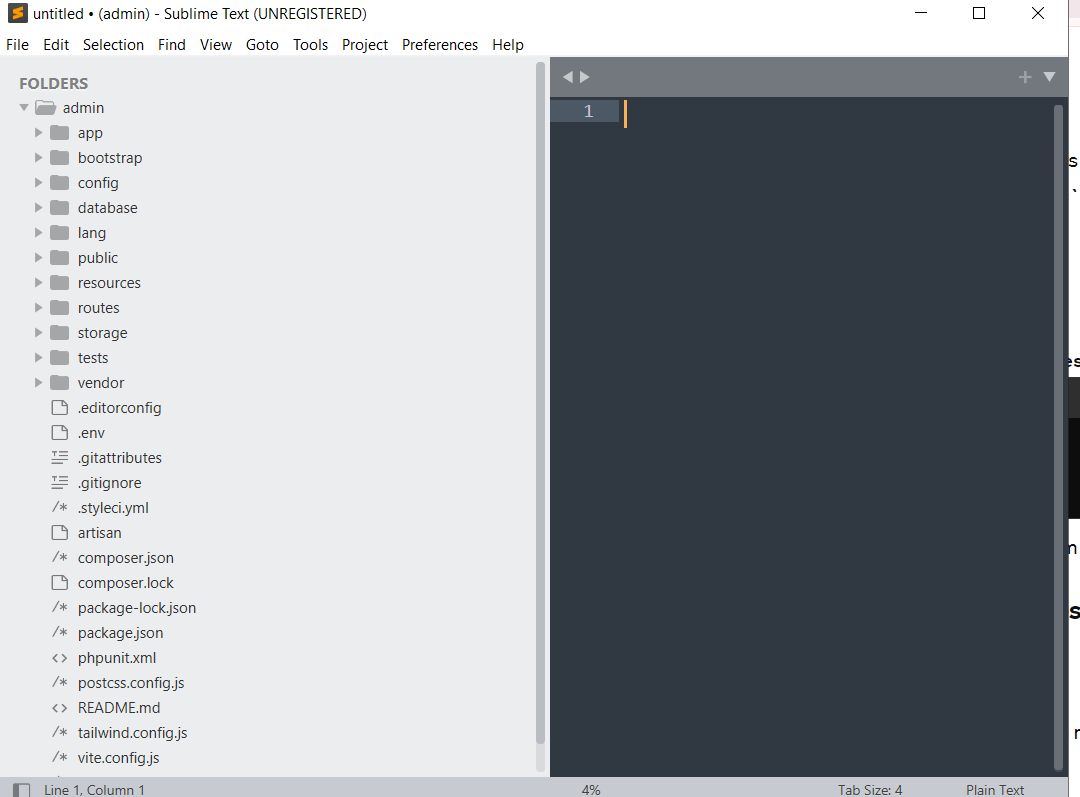 untitled • (admin) - Sublime Text (UNREGISTERED)
File Edit Selection Find View Goto Tools Project Preferences Help
FOLDERS
admin
app
bootstrap
config
database
lang
public
resources
routes
storage
tests
vendor
.editorconfig
.env
.gitattributes
.gitignore
.styleci.yml
artisan
composer.json
composer.lock
package-lock.json
package.json
phpunit.xml
postcss.config.js
README.md
tailwind.config.js
vite.config.js
1
Line 1, Column 1 4% Tab Size: 4 Plain Text